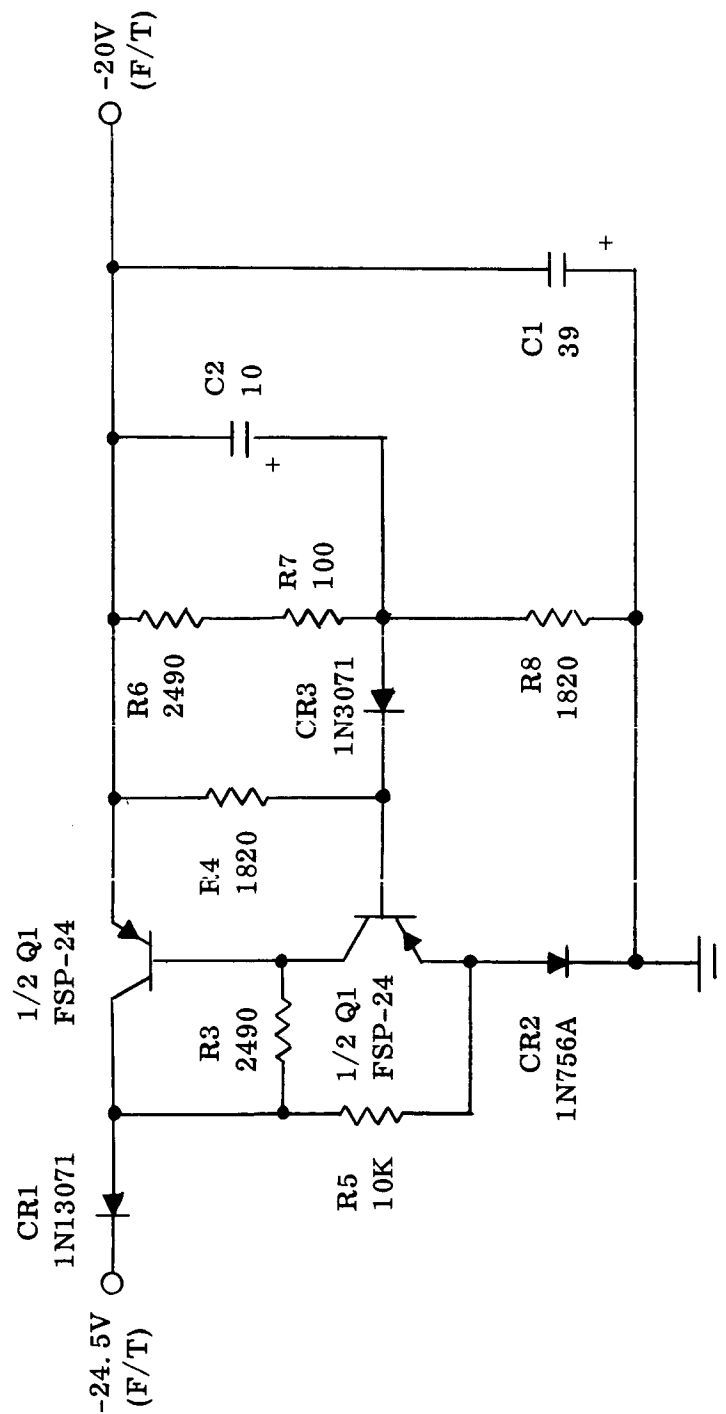 -24.5V
(F/T)
CR1
1N13071
1/2 Q1
FSP-24
-20V
(F/T)
R3
2490
R5
10K
1/2 Q1
FSP-24
CR2
1N756A
R4
1820
CR3
1N3071
R6
2490
R7
100
R8
1820
C2
10
+
C1
39
+